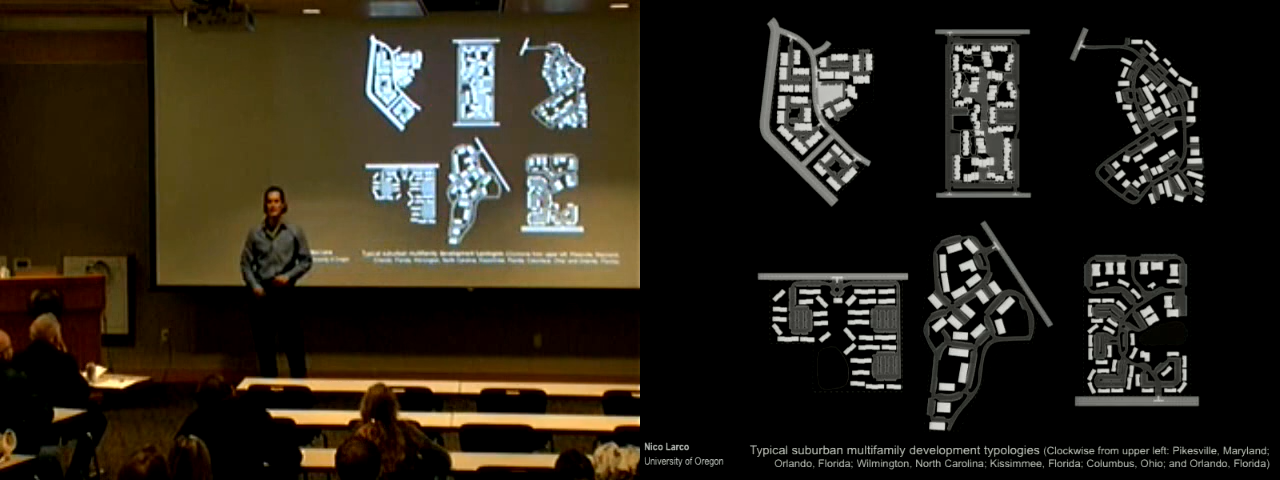 Nico Larco
University of Oregon
Typical suburban multifamily development typologies (Clockwise from upper left: Pikesville, Maryland;
Orlando, Florida; Wilmington, North Carolina; Kissimmee, Florida; Columbus, Ohio; and Orlando, Florida)